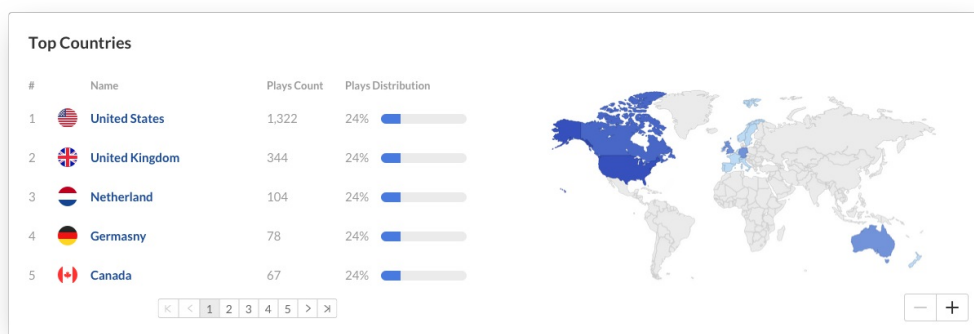 Top Countries
# Name Plays Count Plays Distribution
1 United States 1,322 24%
2 United Kingdom 344 24%
3 Netherland 104 24%
4 Germasny 78 24%
5 Canada 67 24%
1 2 3 4 5